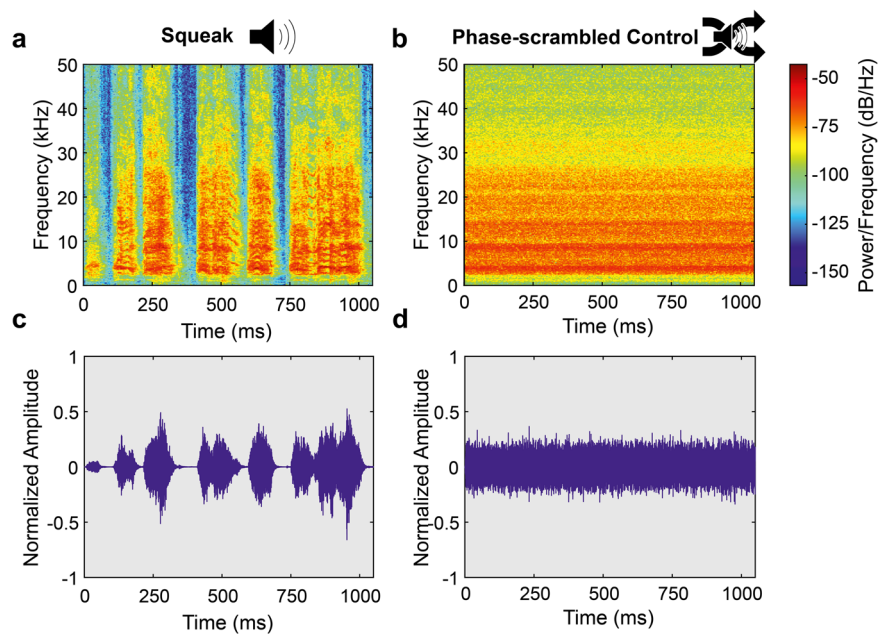 a Squeak
b Phase-scrambled Control
Frequency (kHz)
50
40
30
20
10
0
0 250 500 750 1000
Time (ms)
Frequency (kHz)
50
40
30
20
10
0
0 250 500 750 1000
Time (ms)
-50
-75
-100
-125
-150
Power/Frequency (dB/Hz)
c
Normalized Amplitude
1
0.5
0
-0.5
-1
0 250 500 750 1000
Time (ms)
d
Normalized Amplitude
1
0.5
0
-0.5
-1
0 250 500 750 1000
Time (ms)